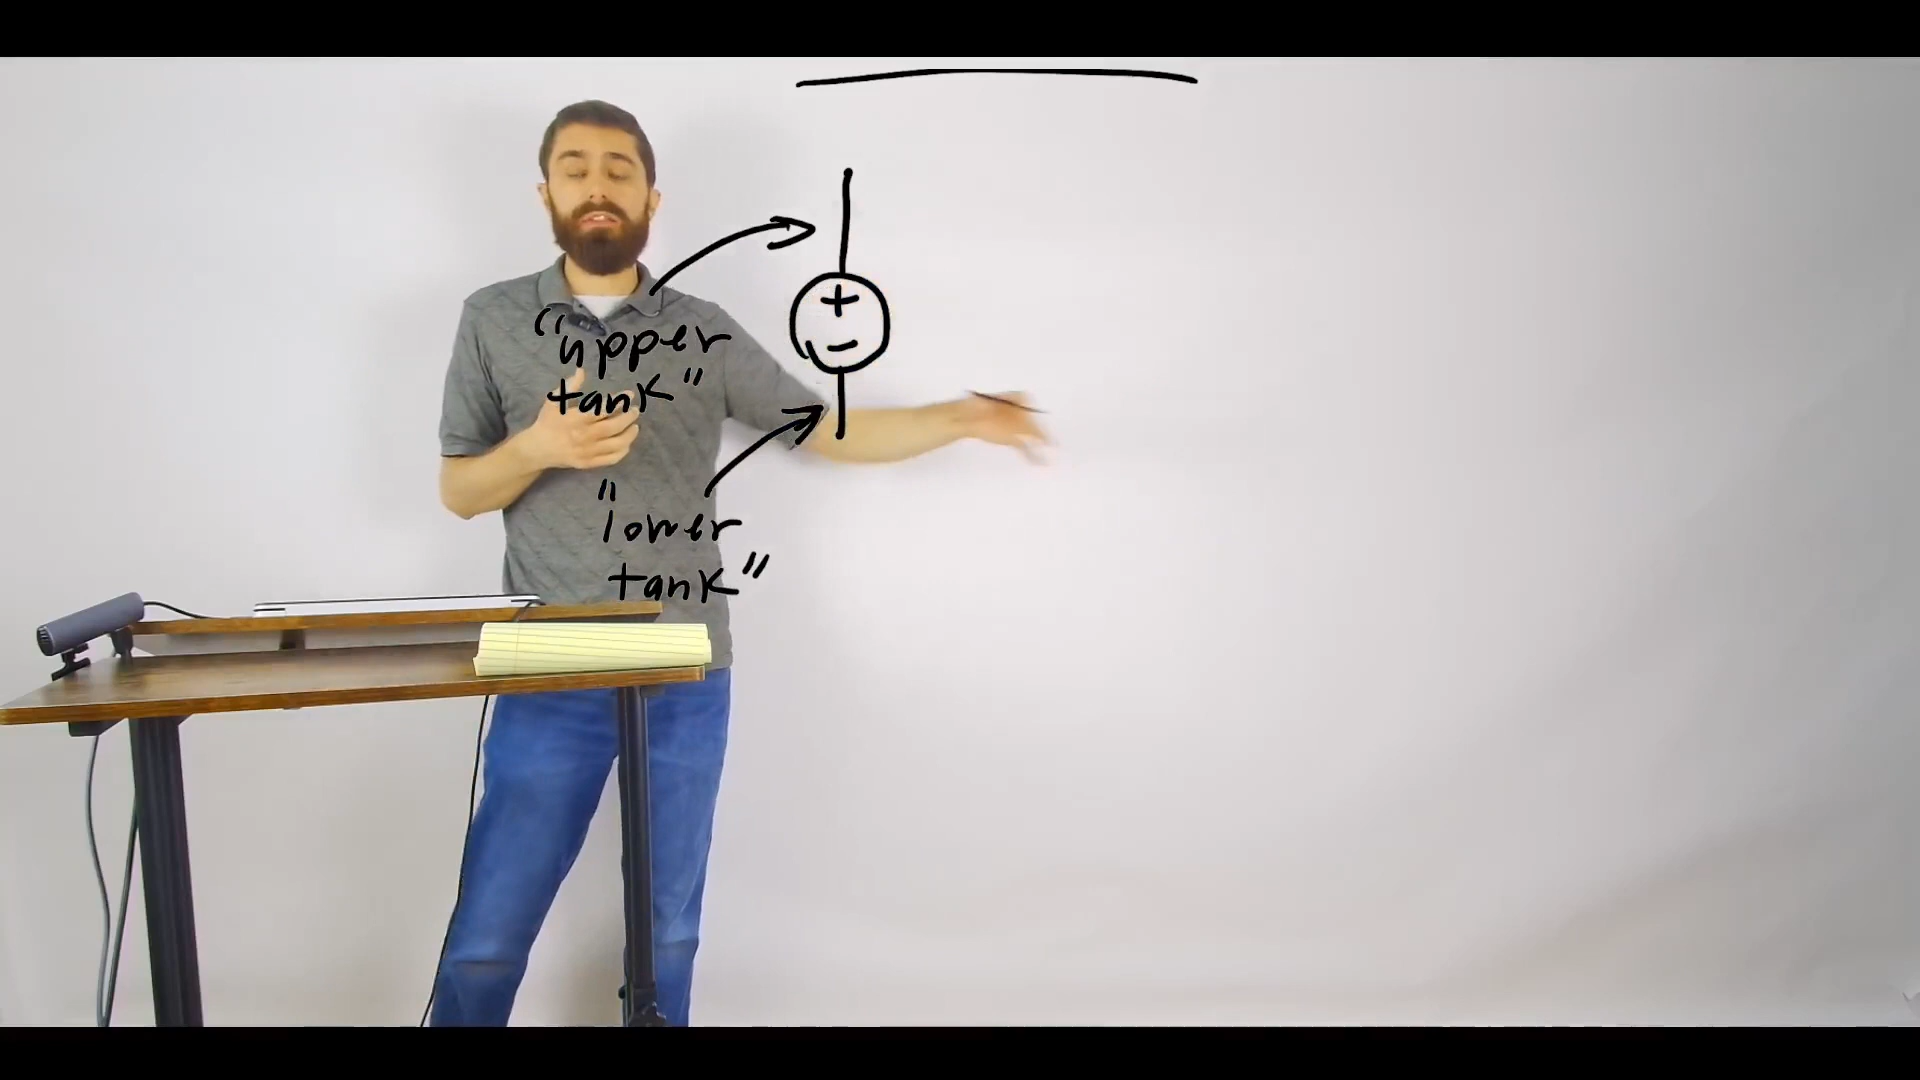 +
-
"upper
tank"
"lower
tank"